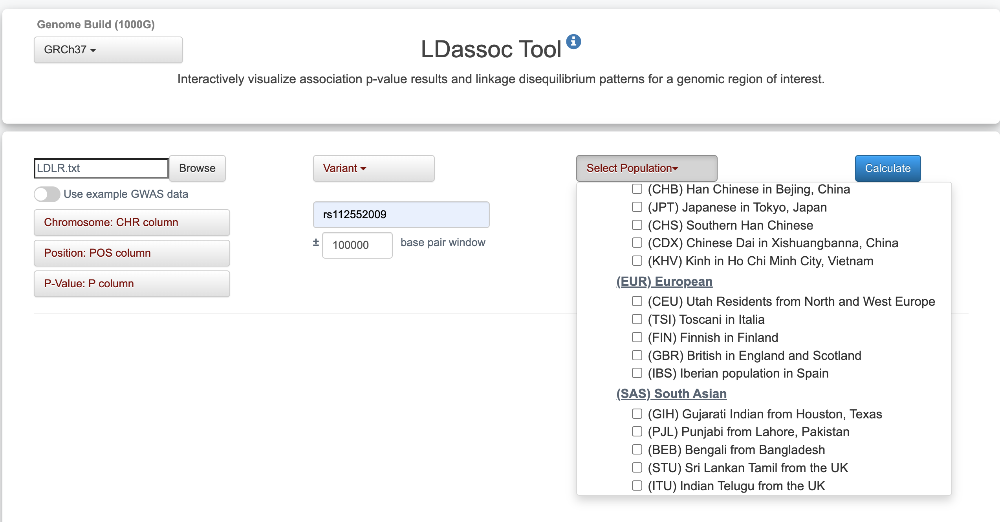 Genome Build (1000G)
GRCh37
LDassoc Tool
Interactively visualize association p-value results and linkage disequilibrium patterns for a genomic region of interest.
LDLR.txt
Browse
Use example GWAS data
Chromosome: CHR column
Position: POS column
P-Value: P column
Variant
rs112552009
± 100000 base pair window
Select Population
Calculate
(CHB) Han Chinese in Bejing, China
(JPT) Japanese in Tokyo, Japan
(CHS) Southern Han Chinese
(CDX) Chinese Dai in Xishuangbanna, China
(KHV) Kinh in Ho Chi Minh City, Vietnam
(EUR) European
(CEU) Utah Residents from North and West Europe
(TSI) Toscani in Italia
(FIN) Finnish in Finland
(GBR) British in England and Scotland
(IBS) Iberian population in Spain
(SAS) South Asian
(GIH) Gujarati Indian from Houston, Texas
(PJL) Punjabi from Lahore, Pakistan
(BEB) Bengali from Bangladesh
(STU) Sri Lankan Tamil from the UK
(ITU) Indian Telugu from the UK